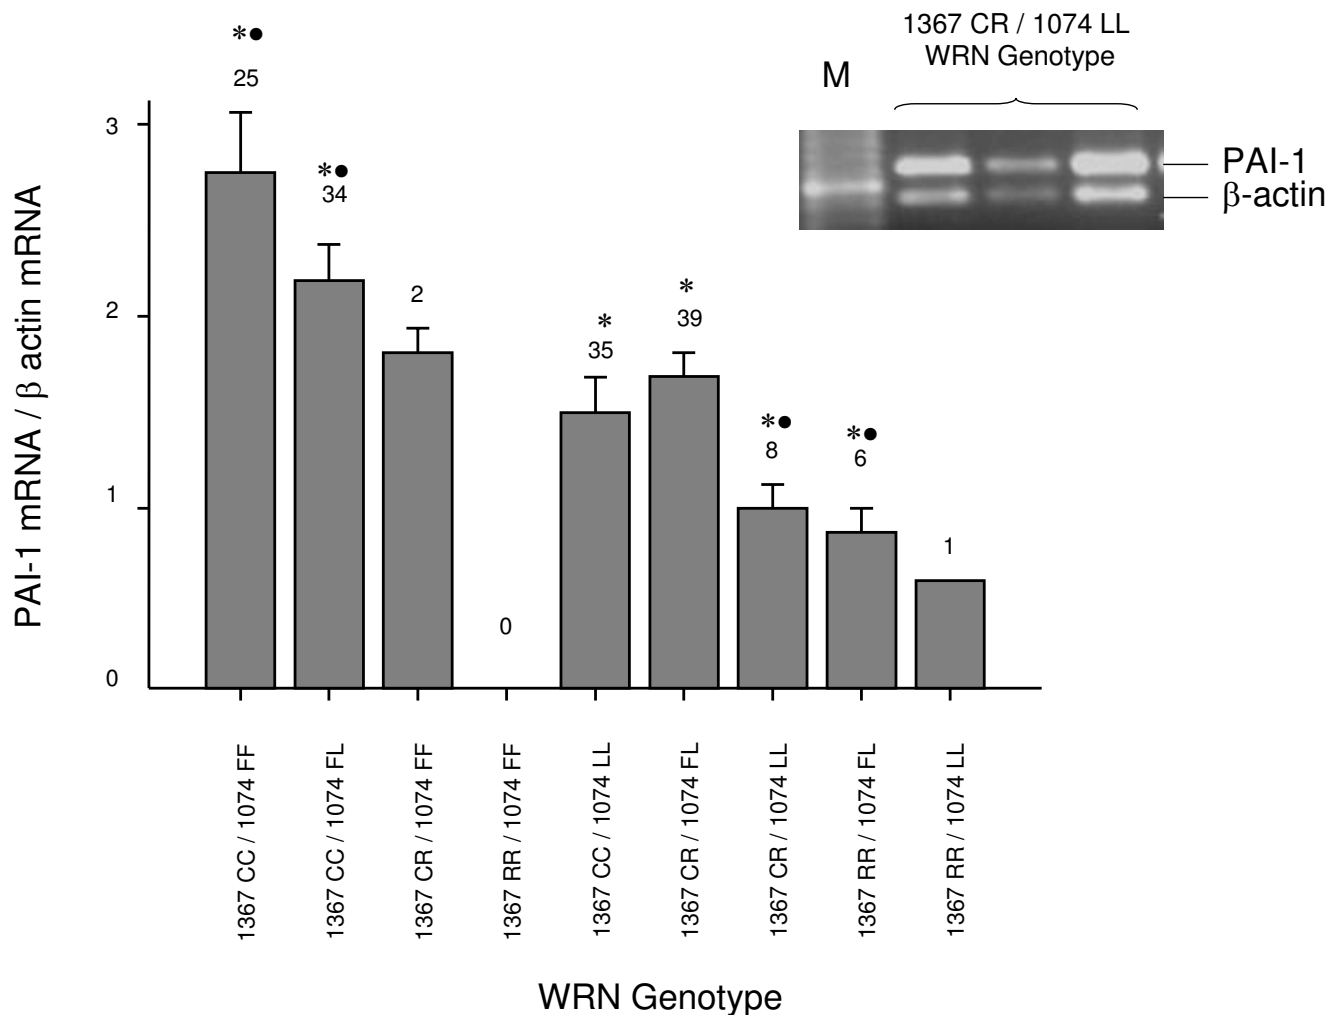 1367 CR / 1074 LL
WRN Genotype
M
PAI-1
β-actin
PAI-1 mRNA / β actin mRNA
3
2
1
0
*●
25
*●
34
2
0
*
35
*
39
*●
8
*●
6
1
1367 CC / 1074 FF
1367 CC / 1074 FL
1367 CR / 1074 FF
1367 RR / 1074 FF
1367 CC / 1074 LL
1367 CR / 1074 FL
1367 CR / 1074 LL
1367 RR / 1074 FL
1367 RR / 1074 LL
WRN Genotype